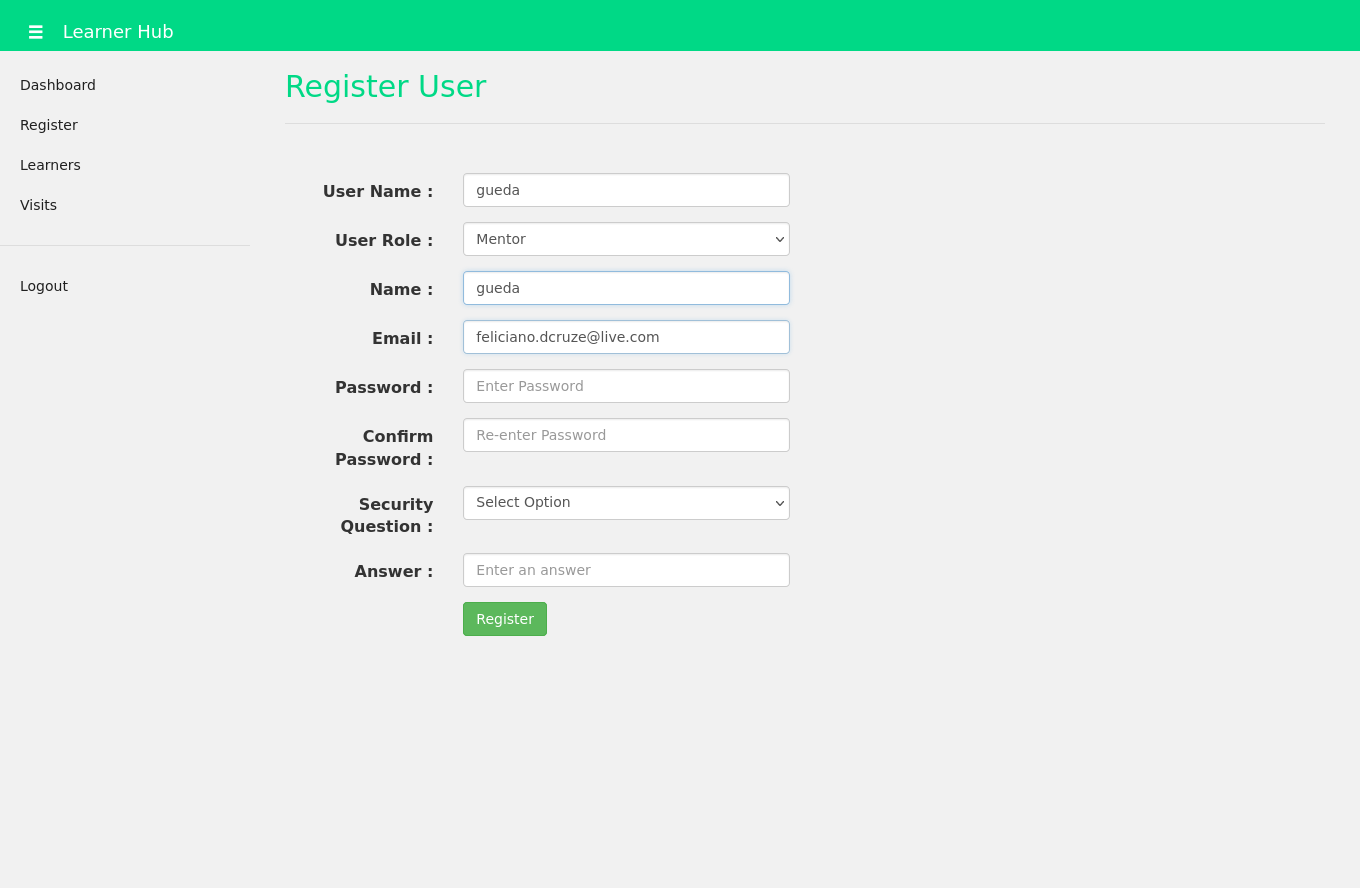 Learner Hub
Dashboard
Register
Learners
Visits
Logout
Register User
User Name : gueda
User Role : Mentor
Name : gueda
Email : feliciano.dcruze@live.com
Password : Enter Password
Confirm Re-enter Password
Password :
Security Select Option
Question :
Answer : Enter an answer
Register